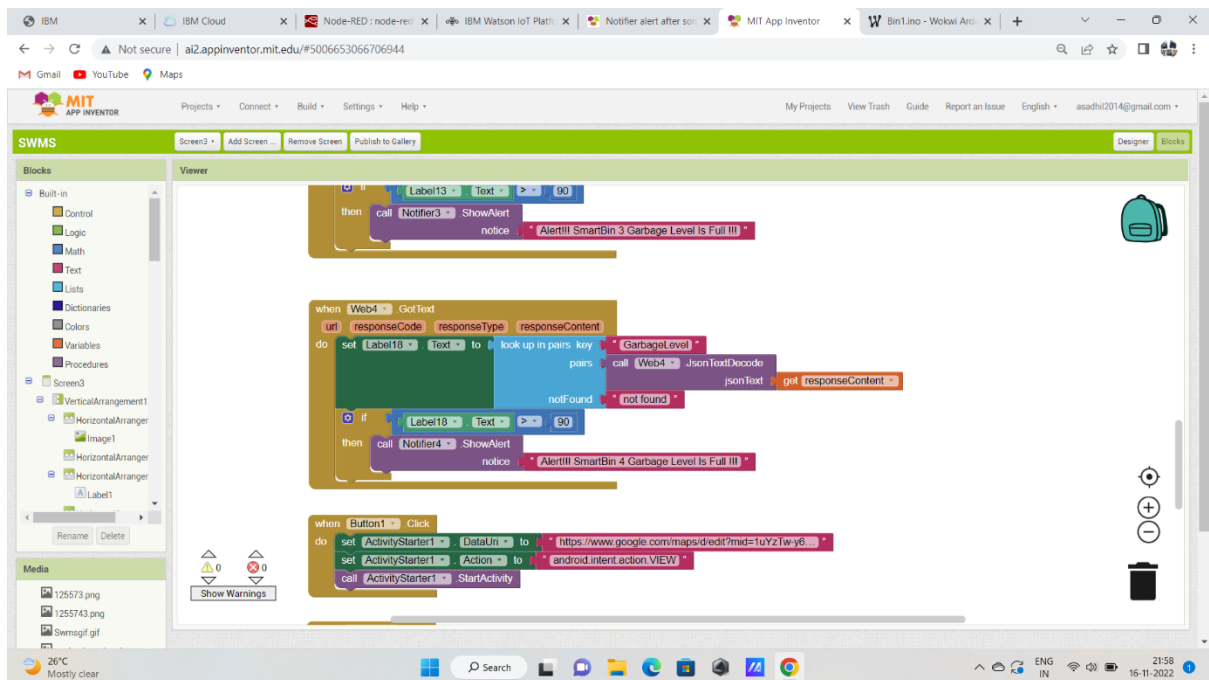 IBM
IBM Cloud
Node-RED : node-red
IBM Watson IoT Platfo
Notifier alert after son
MIT App Inventor
Bin1.ino - Wokwi Ard
Not secure | ai2.appinventor.mit.edu/#5006653066706944
Gmail YouTube Maps
MIT
APP INVENTOR
Projects Connect Build Settings Help My Projects View Trash Guide Report an Issue English asadhil2014@gmail.com
SWMS Screen3 Add Screen ... Remove Screen Publish to Gallery Designer Blocks
Blocks
Built-in
Control
Logic
Math
Text
Lists
Dictionaries
Colors
Variables
Procedures
Screen3
VerticalArrangement1
HorizontalArranger
Image1
HorizontalArranger
HorizontalArranger
Label1
Rename Delete
Media
125573.png
1255743.png
Swmsgif.gif
Viewer
if Label13 . Text > 90
then call Notifier3 .ShowAlert
notice " Alert!!! SmartBin 3 Garbage Level Is Full !!! "
when Web4 .GotText
url responseCode responseType responseContent
do set Label18 . Text to look up in pairs key " GarbageLevel "
pairs call Web4 .JsonTextDecode
jsonText get responseContent
notFound " not found "
if Label18 . Text > 90
then call Notifier4 .ShowAlert
notice " Alert!!! SmartBin 4 Garbage Level Is Full !!! "
when Button1 .Click
do set ActivityStarter1 . DataUri to " https://www.google.com/maps/d/edit?mid=1uYzTw-y6... "
set ActivityStarter1 . Action to " android.intent.action.VIEW "
call ActivityStarter1 .StartActivity
0 0
Show Warnings
26°C
Mostly clear
Search
ENG
IN
21:58
16-11-2022
1